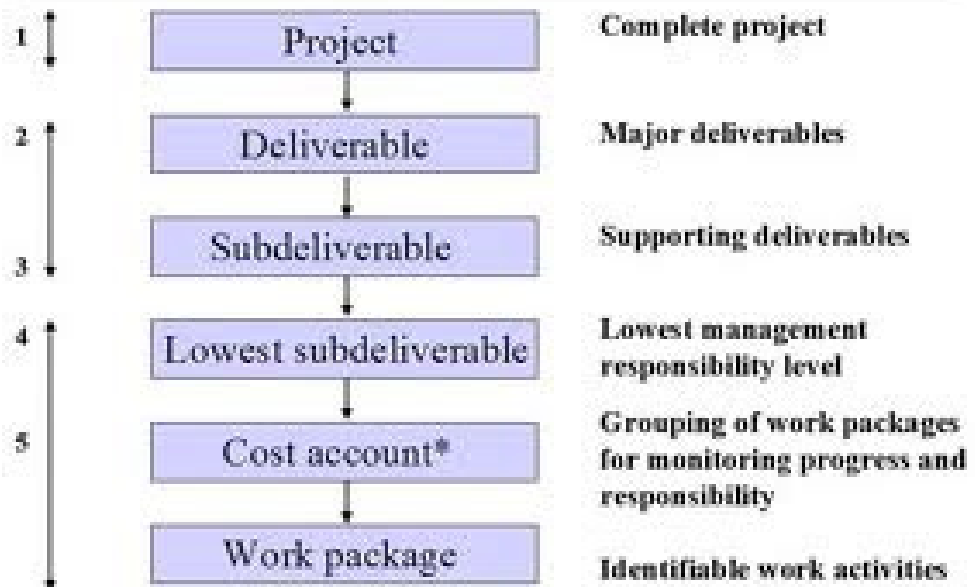 1
Project
Complete project
2
Deliverable
Major deliverables
Subdeliverable
Supporting deliverables
3
4
Lowest subdeliverable
Lowest management
responsibility level
5
Cost account*
Grouping of work packages
for monitoring progress and
responsibility
Work package
Identifiable work activities